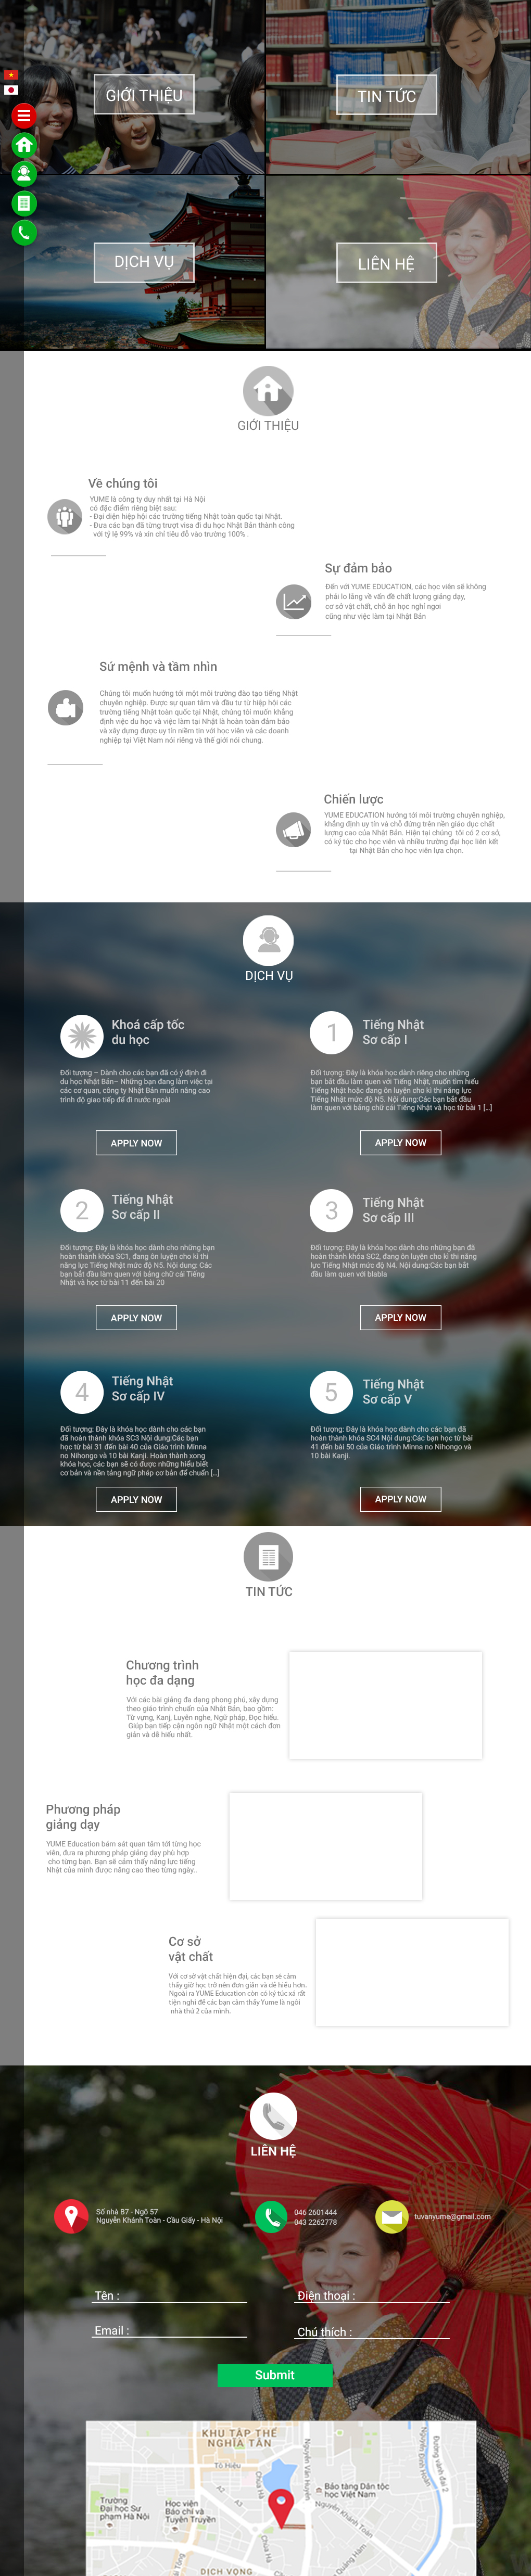 GIỚI THIỆU
TIN TỨC
DỊCH VỤ
LIÊN HỆ
GIỚI THIỆU
Về chúng tôi
YUME là công ty duy nhất tại Hà Nội
có đặc điểm riêng biệt sau:
- Đại diện hiệp hội các trường tiếng Nhật toàn quốc tại Nhật.
- Đưa các bạn đã từng trượt visa đi du học Nhật Bản thành công
với tỷ lệ 99% và xin chỉ tiêu đỗ vào trường 100% .
Sự đảm bảo
Đến với YUME EDUCATION, các học viên sẽ không
phải lo lắng về vấn đề chất lượng giảng dạy,
cơ sở vật chất, chỗ ăn học nghỉ ngơi
cũng như việc làm tại Nhật Bản
Sứ mệnh và tầm nhìn
Chúng tôi muốn hướng tới một môi trường đào tạo tiếng Nhật
chuyên nghiệp. Được sự quan tâm và đầu tư từ hiệp hội các
trường tiếng Nhật toàn quốc tại Nhật, chúng tôi muốn khẳng
định việc du học và việc làm tại Nhật là hoàn toàn đảm bảo
và xây dựng được uy tín niềm tin với học viên và các doanh
nghiệp tại Việt Nam nói riêng và thế giới nói chung.
Chiến lược
YUME EDUCATION hướng tới môi trường chuyên nghiệp,
khẳng định uy tín và chỗ đứng trên nền giáo dục chất
lượng cao của Nhật Bản. Hiện tại chúng tôi có 2 cơ sở,
có ký túc cho học viên và nhiều trường đại học liên kết
tại Nhật Bản cho học viên lựa chọn.
DỊCH VỤ
Khoá cấp tốc
du học
Đối tượng – Dành cho các bạn đã có ý định đi
du học Nhật Bản– Những bạn đang làm việc tại
các cơ quan, công ty Nhật Bản muốn nâng cao
trình độ giao tiếp để đi nước ngoài
APPLY NOW
1
Tiếng Nhật
Sơ cấp I
Đối tượng: Đây là khóa học dành riêng cho những
bạn bắt đầu làm quen với Tiếng Nhật, muốn tìm hiểu
Tiếng Nhật hoặc đang ôn luyện cho kì thi năng lực
Tiếng Nhật mức độ N5. Nội dung:Các bạn bắt đầu
làm quen với bảng chữ cái Tiếng Nhật và học từ bài 1 [...]
APPLY NOW
2
Tiếng Nhật
Sơ cấp II
Đối tượng: Đây là khóa học dành cho những bạn
hoàn thành khóa SC1, đang ôn luyện cho kì thi
năng lực Tiếng Nhật mức độ N5. Nội dung: Các
bạn bắt đầu làm quen với bảng chữ cái Tiếng
Nhật và học từ bài 11 đến bài 20
APPLY NOW
3
Tiếng Nhật
Sơ cấp III
Đối tượng: Đây là khóa học dành cho những bạn đã
hoàn thành khóa SC2, đang ôn luyện cho kì thi năng
lực Tiếng Nhật mức độ N4. Nội dung:Các bạn bắt
đầu làm quen với blabla
APPLY NOW
4
Tiếng Nhật
Sơ cấp IV
Đối tượng: Đây là khóa học dành cho các bạn
đã hoàn thành khóa SC3 Nội dung:Các bạn
học từ bài 31 đến bài 40 của Giáo trình Minna
no Nihongo và 10 bài Kanji. Hoàn thành xong
khóa học, các bạn sẽ có được những hiểu biết
cơ bản và nền tảng ngữ pháp cơ bản để chuẩn [...]
APPLY NOW
5
Tiếng Nhật
Sơ cấp V
Đối tượng: Đây là khóa học dành cho các bạn đã
hoàn thành khóa SC4 Nội dung:Các bạn học từ bài
41 đến bài 50 của Giáo trình Minna no Nihongo và
10 bài Kanji.
APPLY NOW
TIN TỨC
Chương trình
học đa dạng
Với các bài giảng đa dạng phong phú, xây dựng
theo giáo trình chuẩn của Nhật Bản, bao gồm:
Từ vựng, Kanj, Luyện nghe, Ngữ pháp, Đọc hiểu.
Giúp bạn tiếp cận ngôn ngữ Nhật một cách đơn
giản và dễ hiểu nhất.
Phương pháp
giảng dạy
YUME Education bám sát quan tâm tới từng học
viên, đưa ra phương pháp giảng dạy phù hợp
cho từng bạn. Bạn sẽ cảm thấy năng lực tiếng
Nhật của mình được nâng cao theo từng ngày..
Cơ sở
vật chất
Với cơ sở vật chất hiện đại, các bạn sẽ cảm
thấy giờ học trở nên đơn giản và dễ hiểu hơn.
Ngoài ra YUME Education còn có ký túc xá rất
tiện nghi để các bạn cảm thấy Yume là ngôi
nhà thứ 2 của mình.
LIÊN HỆ
Số nhà B7 - Ngõ 57
Nguyễn Khánh Toàn - Cầu Giấy - Hà Nội
046 2601444
043 2262778
tuvanyume@gmail.com
Tên :
Điện thoại :
Email :
Chú thích :
Submit
KHU TẬP THỂ
NGHĨA TÂN
Tô Hiệu
Nguyễn Văn Huyên
Đường vành đai 2
Trường
Đại học Sư
phạm Hà Nội
Học viện
Báo chí và
Tuyên Truyền
Bảo tàng Dân tộc
học Việt Nam
Nguyễn Khánh Toàn
Chùa Hà
DỊCH VỌNG